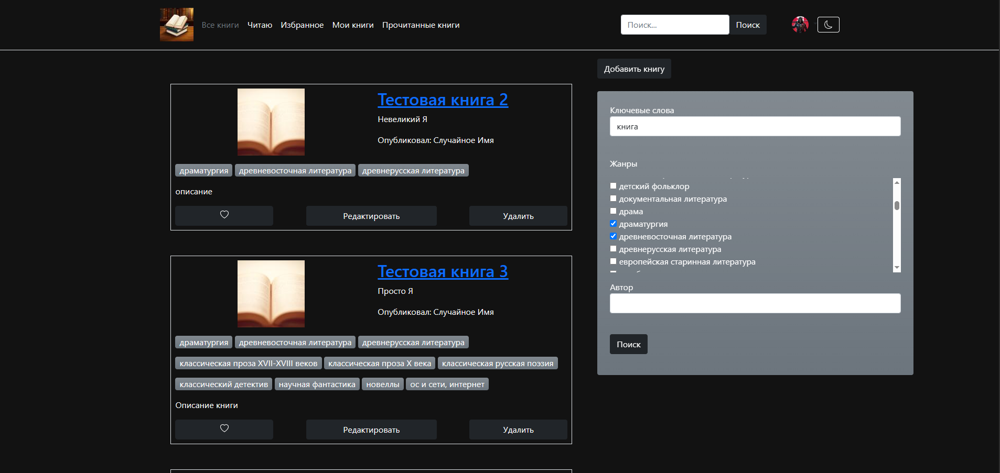 Все книги Читаю Избранное Мои книги Прочитанные книги Поиск... Поиск
Добавить книгу
Тестовая книга 2
Невеликий Я
Опубликовал: Случайное Имя
драматургия древневосточная литература древнерусская литература
описание
Редактировать Удалить
Тестовая книга 3
Просто Я
Опубликовал: Случайное Имя
драматургия древневосточная литература древнерусская литература
классическая проза XVII-XVIII веков классическая проза X века классическая русская поэзия
классический детектив научная фантастика новеллы ос и сети, интернет
Описание книги
Редактировать Удалить
Ключевые слова
книга
Жанры
детский фольклор
документальная литература
драма
драматургия
древневосточная литература
древнерусская литература
европейская старинная литература
Автор
Поиск